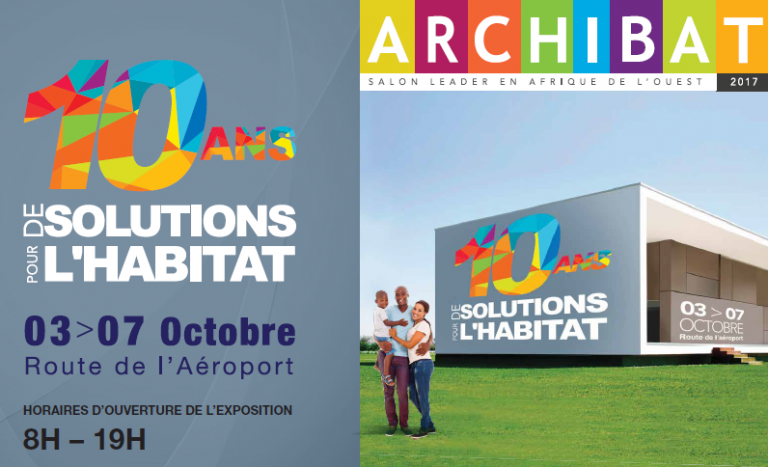 10 ANS
DE SOLUTIONS
POUR L'HABITAT
03>07 Octobre
Route de l'Aéroport
HORAIRES D'OUVERTURE DE L'EXPOSITION
8H – 19H
ARCHIBAT
SALON LEADER EN AFRIQUE DE L'OUEST 2017
10 ANS
DE SOLUTIONS
POUR L'HABITAT
03 > 07
OCTOBRE
Route de l'aéroport